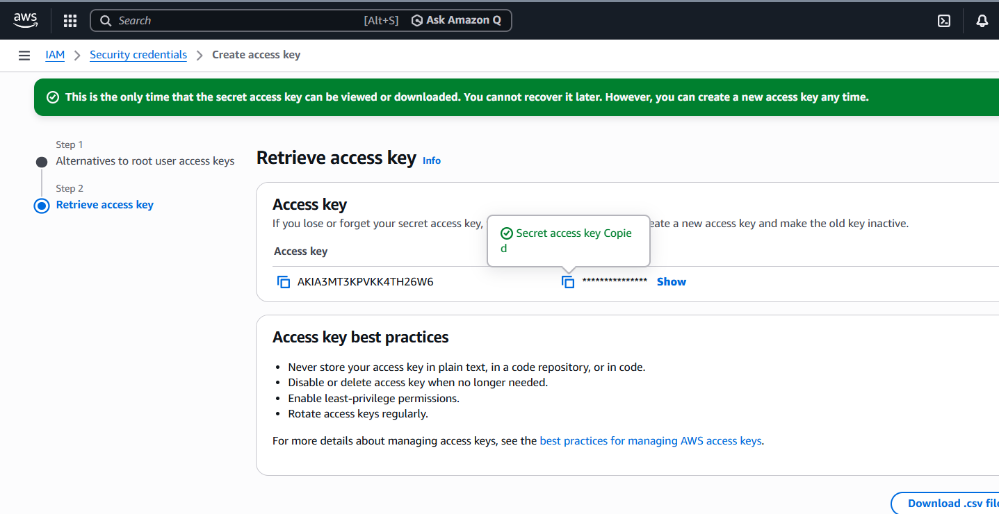 aws
Search [Alt+S] Ask Amazon Q
IAM Security credentials Create access key
This is the only time that the secret access key can be viewed or downloaded. You cannot recover it later. However, you can create a new access key any time.
Step 1
Alternatives to root user access keys
Step 2
Retrieve access key
Retrieve access key Info
Access key
If you lose or forget your secret access key, eate a new access key and make the old key inactive.
Secret access key Copie
d
Access key
AKIA3MT3KPVKK4TH26W6 *************** Show
Access key best practices
• Never store your access key in plain text, in a code repository, or in code.
• Disable or delete access key when no longer needed.
• Enable least-privilege permissions.
• Rotate access keys regularly.
For more details about managing access keys, see the best practices for managing AWS access keys.
Download .csv file